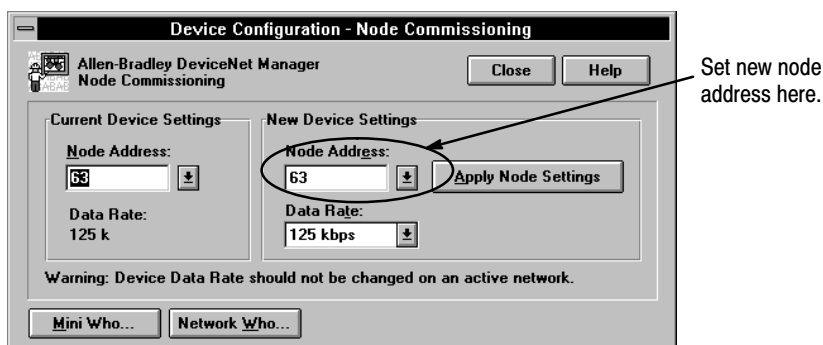 Device Configuration - Node Commissioning
Allen-Bradley DeviceNet Manager
Node Commissioning
Close
Help
Set new node
address here.
Current Device Settings
Node Address:
63
Data Rate:
125 k
New Device Settings
Node Address:
63
Apply Node Settings
Data Rate:
125 kbps
Warning: Device Data Rate should not be changed on an active network.
Mini Who...
Network Who...